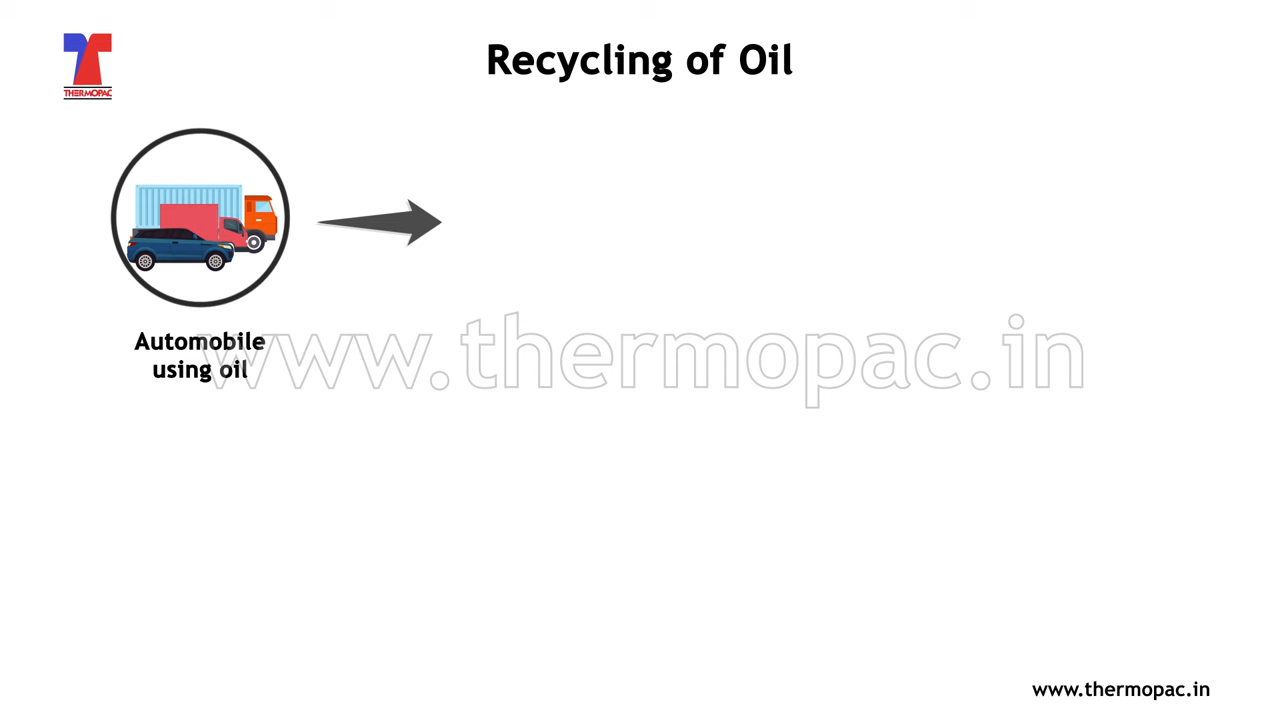 THERMOPAC
Recycling of Oil
Automobile
using oil
www.thermopac.in
www.thermopac.in